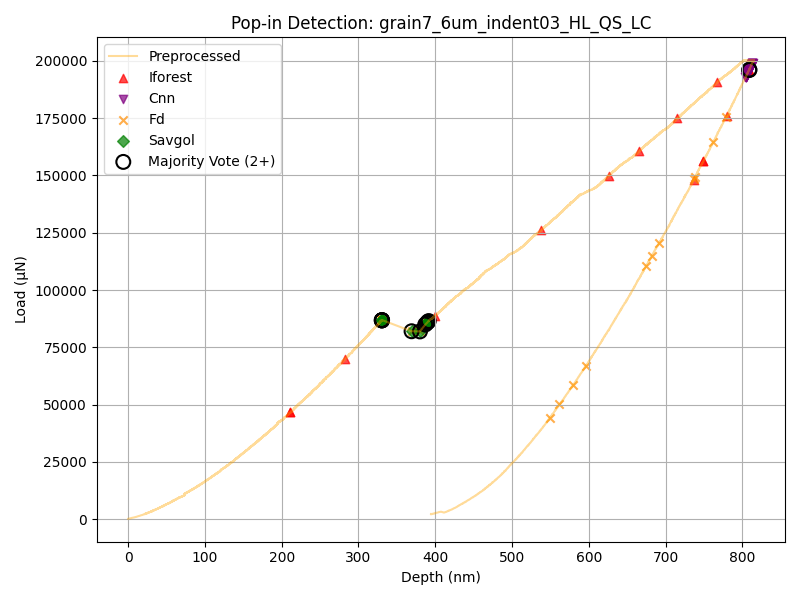 Pop-in Detection: grain7_6um_indent03_HL_QS_LC
Preprocessed
Iforest
Cnn
Fd
Savgol
Majority Vote (2+)
200000
175000
150000
125000
100000
75000
50000
25000
0
Load (µN)
0 100 200 300 400 500 600 700 800
Depth (nm)